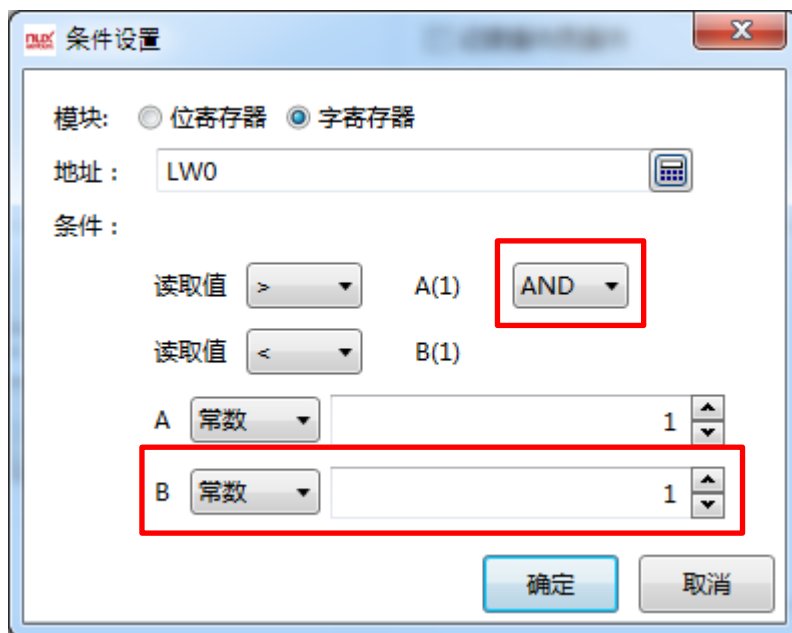 条件设置
模块: 位寄存器 字寄存器
地址： LW0
条件：
读取值 > A(1) AND
读取值 < B(1)
A 常数 1
B 常数 1
确定 取消